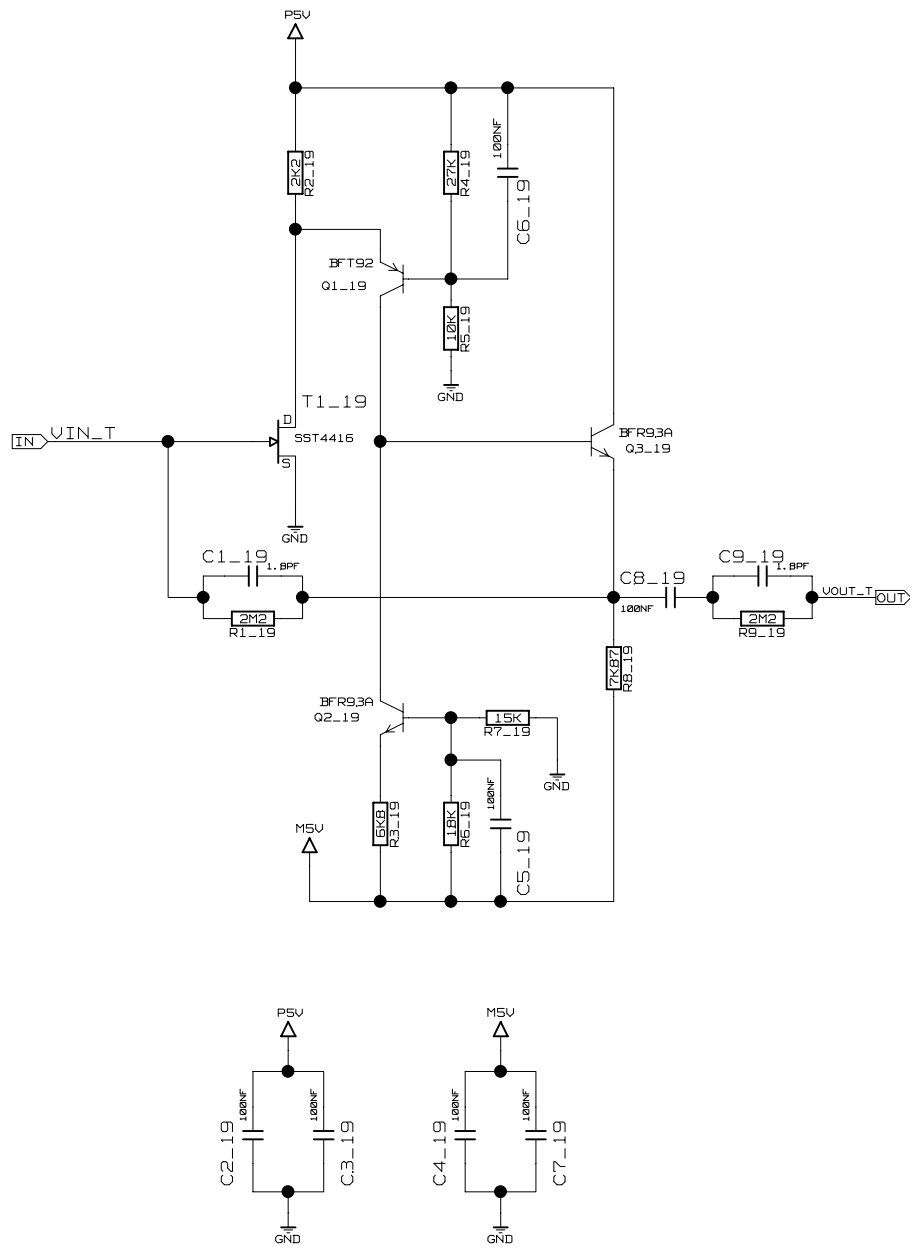 P5V
100NF
2K2
R2_19
27K
R4_19
C6_19
BFT92
Q1_19
10K
R5_19
GND
T1_19
D
SST4416
S
IN
VIN_T
BFR93A
Q3_19
GND
C1_19
1.8PF
2M2
R1_19
C8_19
100NF
C9_19
1.8PF
2M2
R9_19
VOUT_T
OUT
7K87
R8_19
BFR93A
Q2_19
15K
R7_19
GND
100NF
M5V
6K8
R3_19
18K
R6_19
C5_19
P5V
M5V
100NF
100NF
100NF
100NF
C2_19
C3_19
C4_19
C7_19
GND
GND